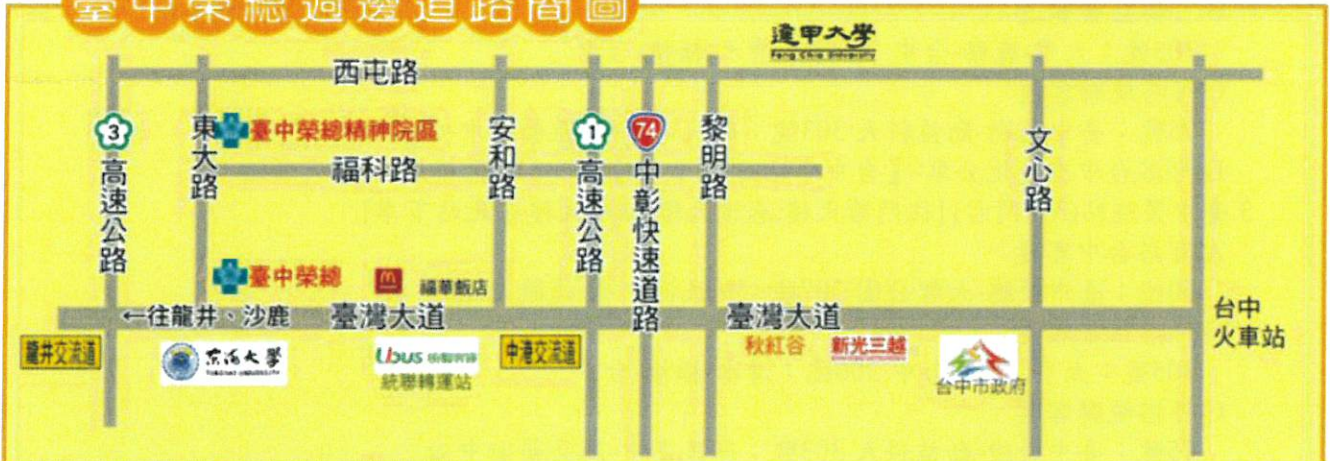 臺中榮總週邊道路簡圖
逢甲大學
Feng Chia University
西屯路
3
高速公路
東大路
臺中榮總精神院區
福科路
安和路
1
高速公路
74
中彰快速道路
黎明路
文心路
臺中榮總
福華飯店
←往龍井、沙鹿
臺灣大道
臺灣大道
台中
火車站
龍井交流道
東海大學
TUNGHAI UNIVERSITY
Ubus
統聯轉運站
中港交流道
秋紅谷
新光三越
台中市政府